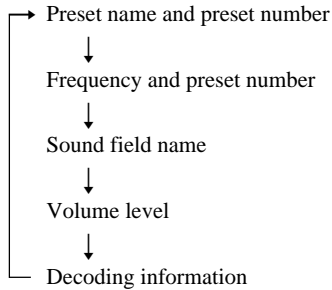 Preset name and preset number
Frequency and preset number
Sound field name
Volume level
Decoding information